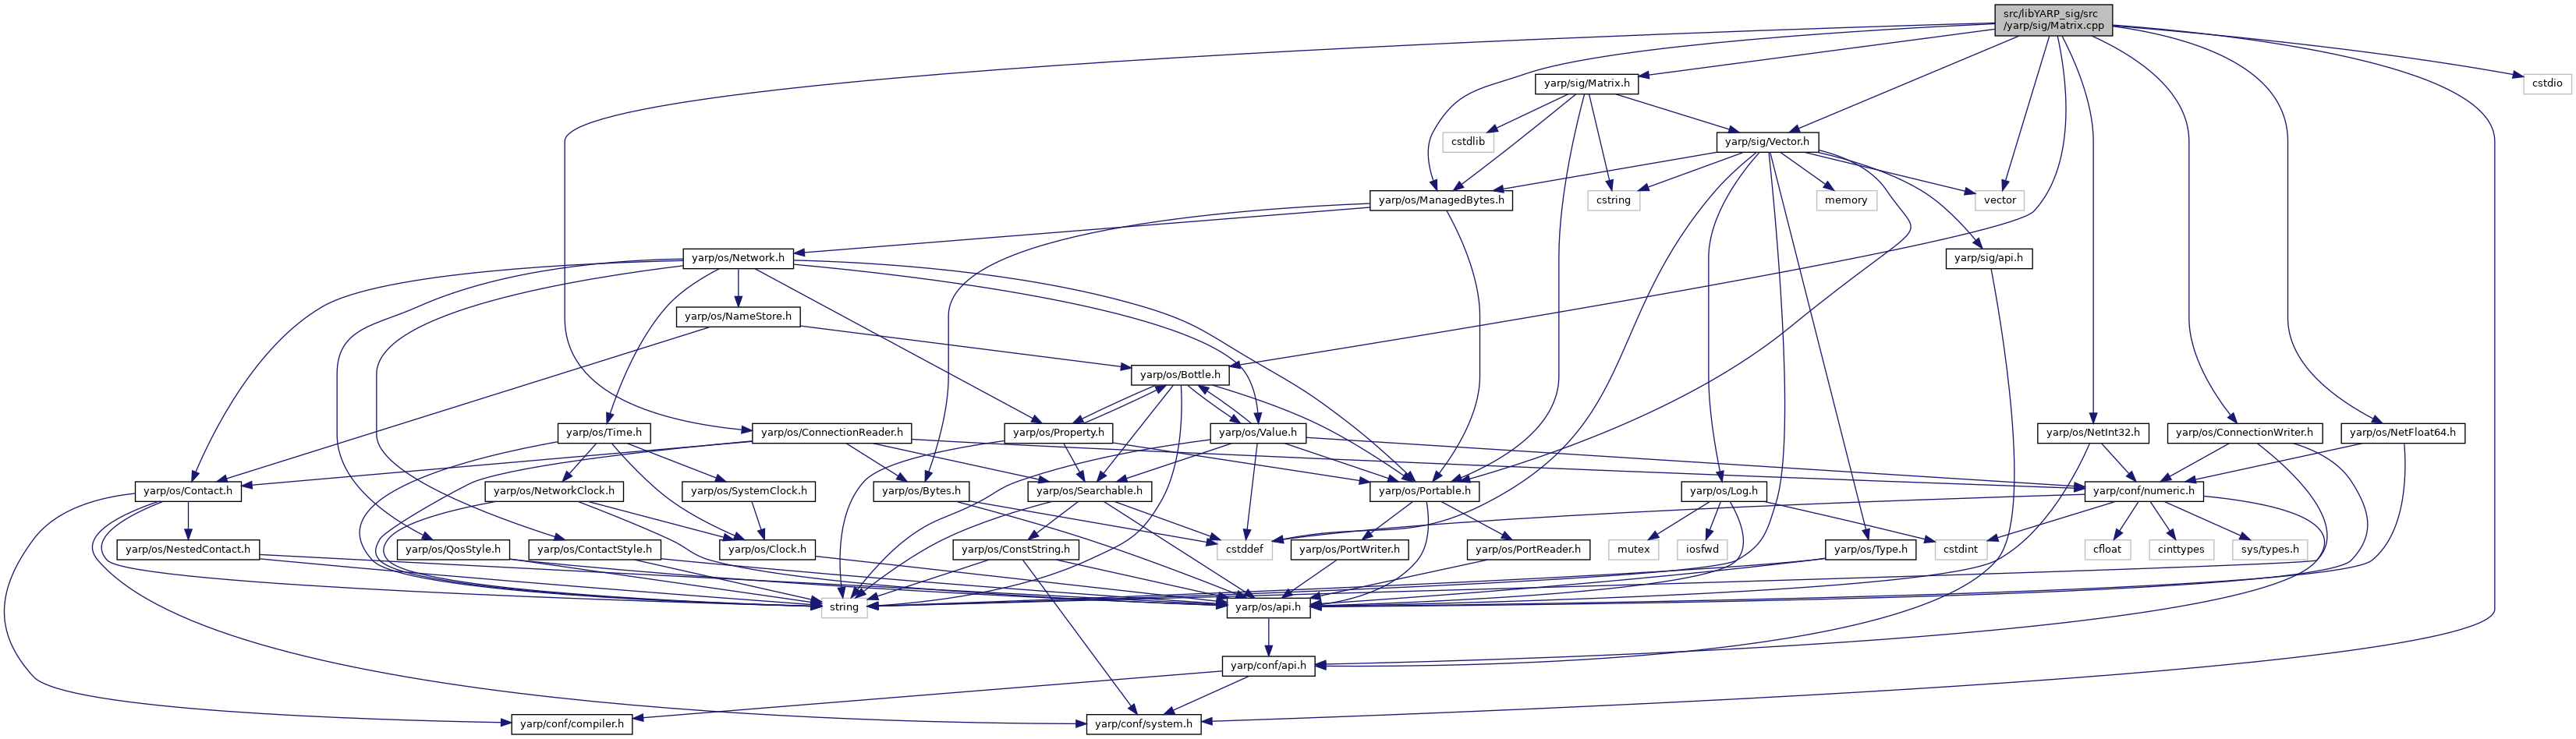 src/libYARP_sig/src
/yarp/sig/Matrix.cpp
yarp/sig/Matrix.h
cstdio
cstdlib
yarp/sig/Vector.h
yarp/os/ManagedBytes.h
cstring
memory
vector
yarp/os/Network.h
yarp/sig/api.h
yarp/os/NameStore.h
yarp/os/Bottle.h
yarp/os/Time.h
yarp/os/ConnectionReader.h
yarp/os/Property.h
yarp/os/Value.h
yarp/os/NetInt32.h
yarp/os/ConnectionWriter.h
yarp/os/NetFloat64.h
yarp/os/Contact.h
yarp/os/NetworkClock.h
yarp/os/SystemClock.h
yarp/os/Bytes.h
yarp/os/Searchable.h
yarp/os/Portable.h
yarp/os/Log.h
yarp/conf/numeric.h
yarp/os/NestedContact.h
yarp/os/QosStyle.h
yarp/os/ContactStyle.h
yarp/os/Clock.h
yarp/os/ConstString.h
cstddef
yarp/os/PortWriter.h
yarp/os/PortReader.h
mutex
iosfwd
yarp/os/Type.h
cstdint
cfloat
cinttypes
sys/types.h
string
yarp/os/api.h
yarp/conf/api.h
yarp/conf/compiler.h
yarp/conf/system.h